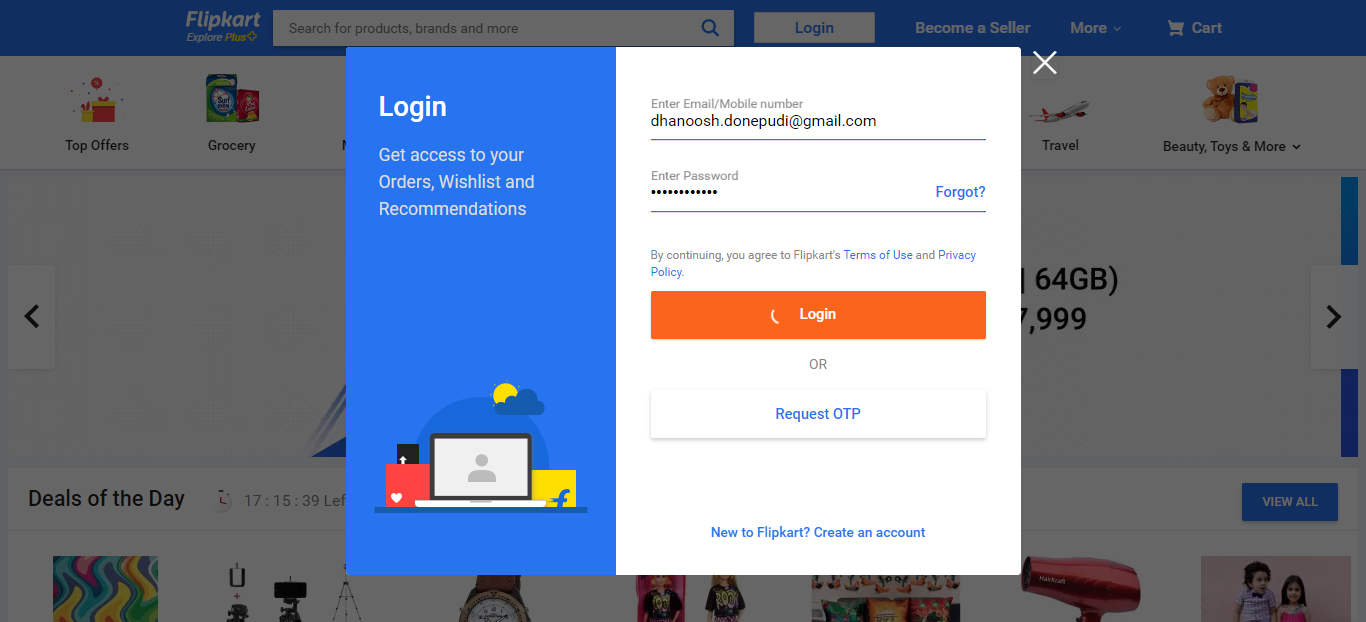 Flipkart
Explore Plus
Search for products, brands and more
Login
Become a Seller
More
Cart
Top Offers
Grocery
Travel
Beauty, Toys & More
Login
Get access to your
Orders, Wishlist and
Recommendations
Enter Email/Mobile number
dhanoosh.donepudi@gmail.com
Enter Password
••••••••••••
Forgot?
By continuing, you agree to Flipkart's Terms of Use and Privacy
Policy.
Login
OR
Request OTP
New to Flipkart? Create an account
64GB)
7,999
Deals of the Day
17 : 15 : 39 Lef
VIEW ALL
HairKraft